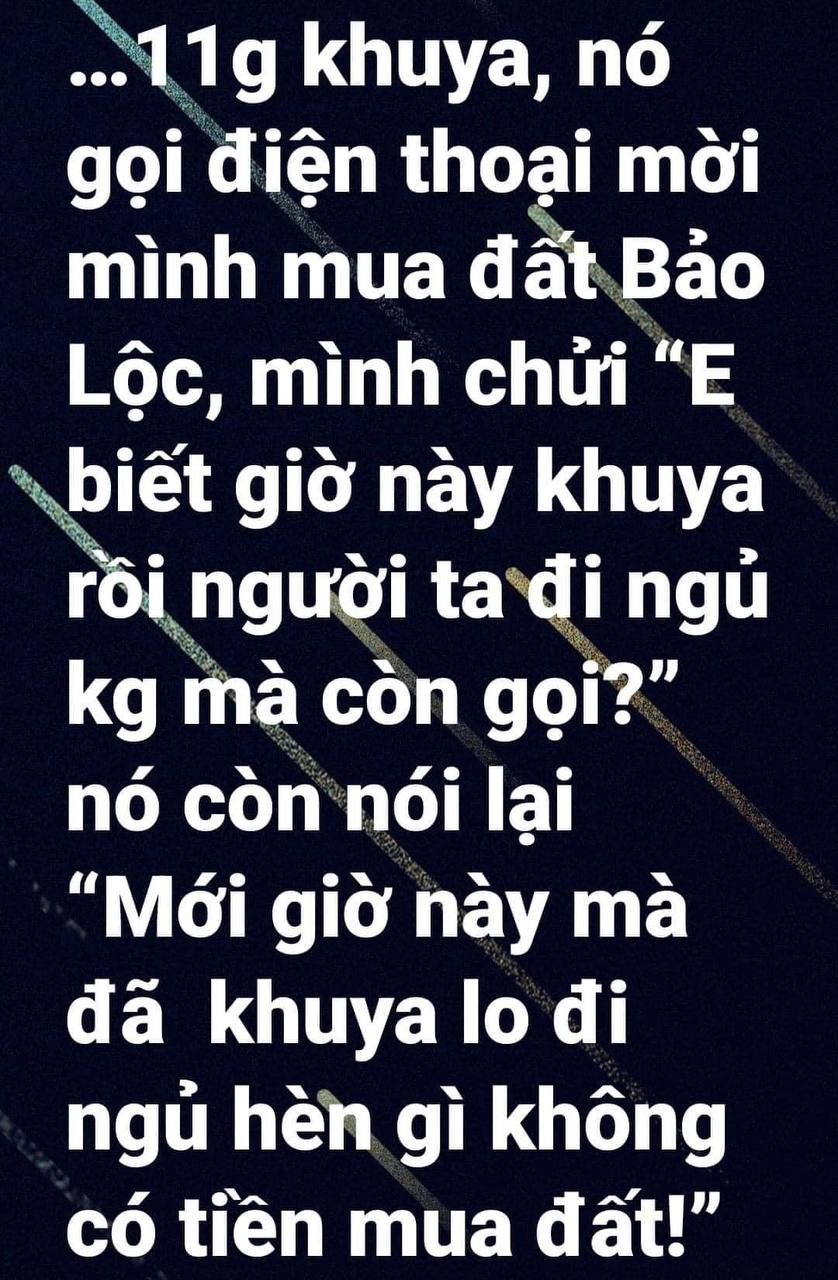 ...11g khuya, nó
gọi điện thoại mời
mình mua đất Bảo
Lộc, mình chửi “E
biết giờ này khuya
rồi người ta đi ngủ
kg mà còn gọi?”
nó còn nói lại
“Mới giờ này mà
đã  khuya lo đi
ngủ hèn gì không
có tiền mua đất!”